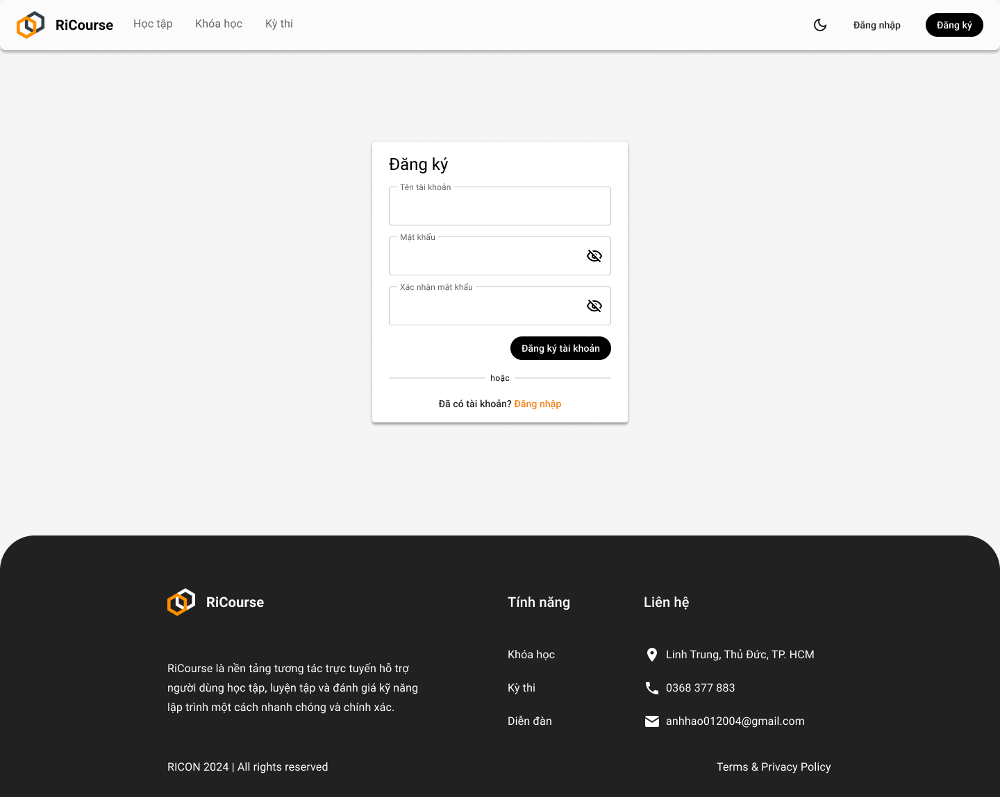 RiCourse
Học tập
Khóa học
Kỳ thi
Đăng nhập
Đăng ký
Đăng ký
Tên tài khoản
Mật khẩu
Xác nhận mật khẩu
Đăng ký tài khoản
hoặc
Đã có tài khoản? Đăng nhập
RiCourse
RiCourse là nền tảng tương tác trực tuyến hỗ trợ
người dùng học tập, luyện tập và đánh giá kỹ năng
lập trình một cách nhanh chóng và chính xác.
Tính năng
Khóa học
Kỳ thi
Diễn đàn
Liên hệ
Linh Trung, Thủ Đức, TP. HCM
0368 377 883
anhhao012004@gmail.com
RICON 2024 | All rights reserved
Terms & Privacy Policy